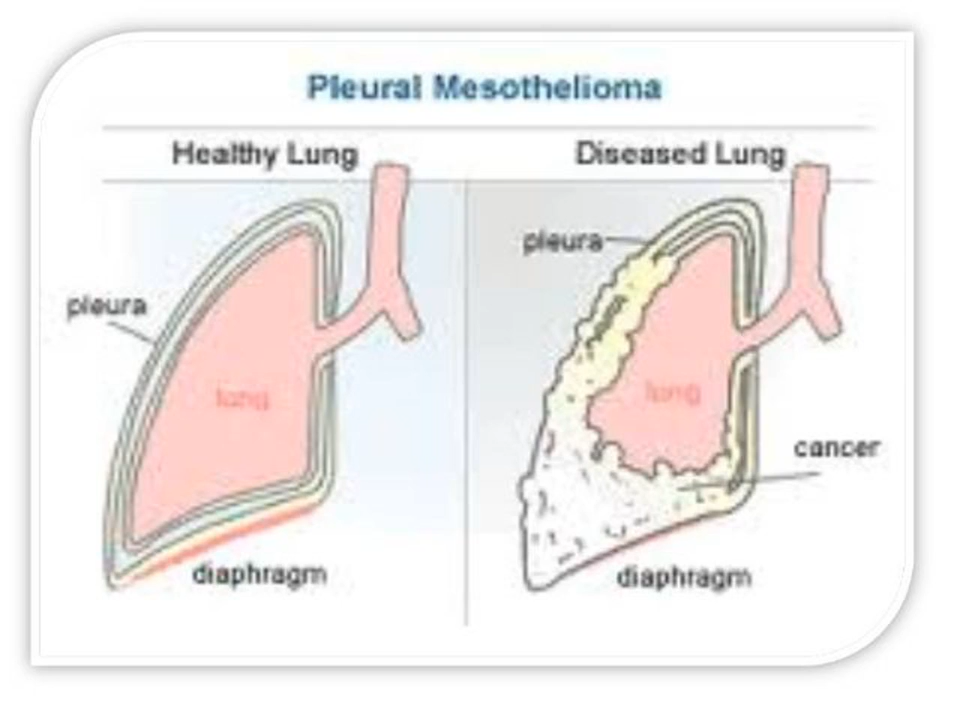 Pleural Mesothelioma
Healthy Lung
Diseased Lung
pleura
lung
diaphragm
pleura
lung
cancer
diaphragm